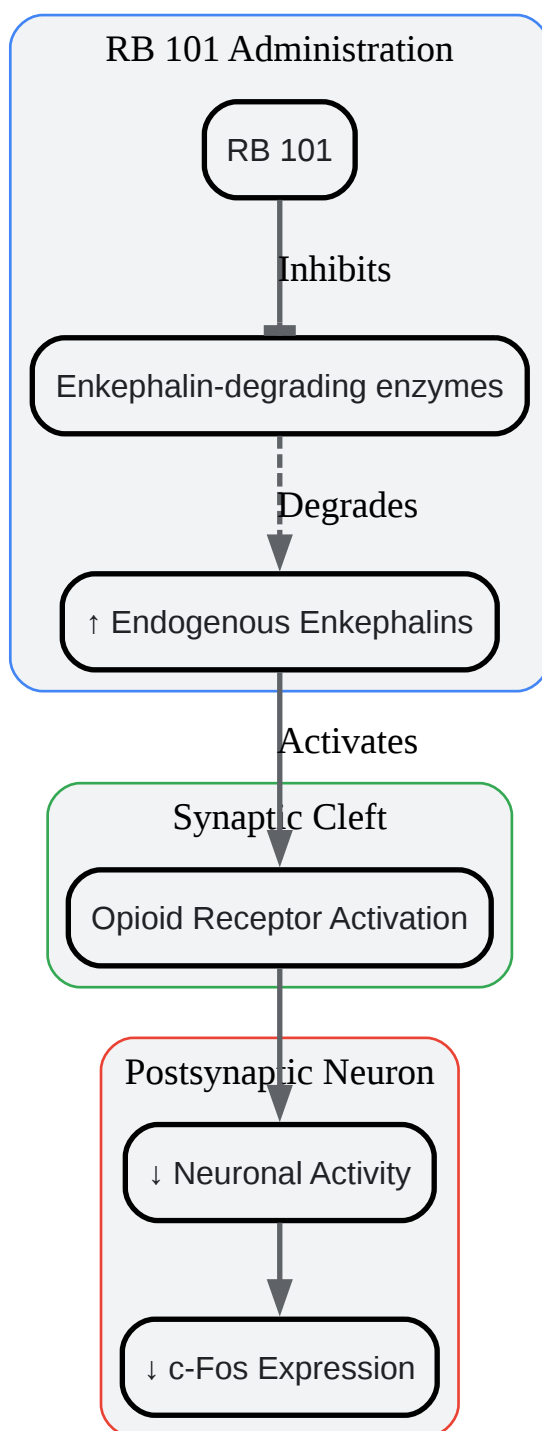 RB 101 Administration
RB 101
Inhibits
Enkephalin-degrading enzymes
Degrades
↑ Endogenous Enkephalins
Activates
Synaptic Cleft
Opioid Receptor Activation
Postsynaptic Neuron
↓ Neuronal Activity
↓ c-Fos Expression